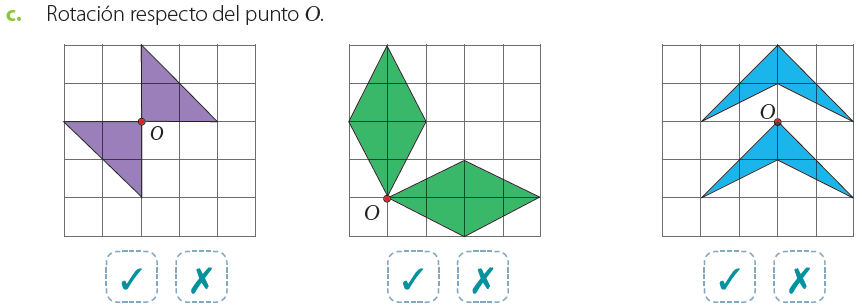 c. Rotación respecto del punto O.
O
O
O
✓ ✗ ✓ ✗ ✓ ✗